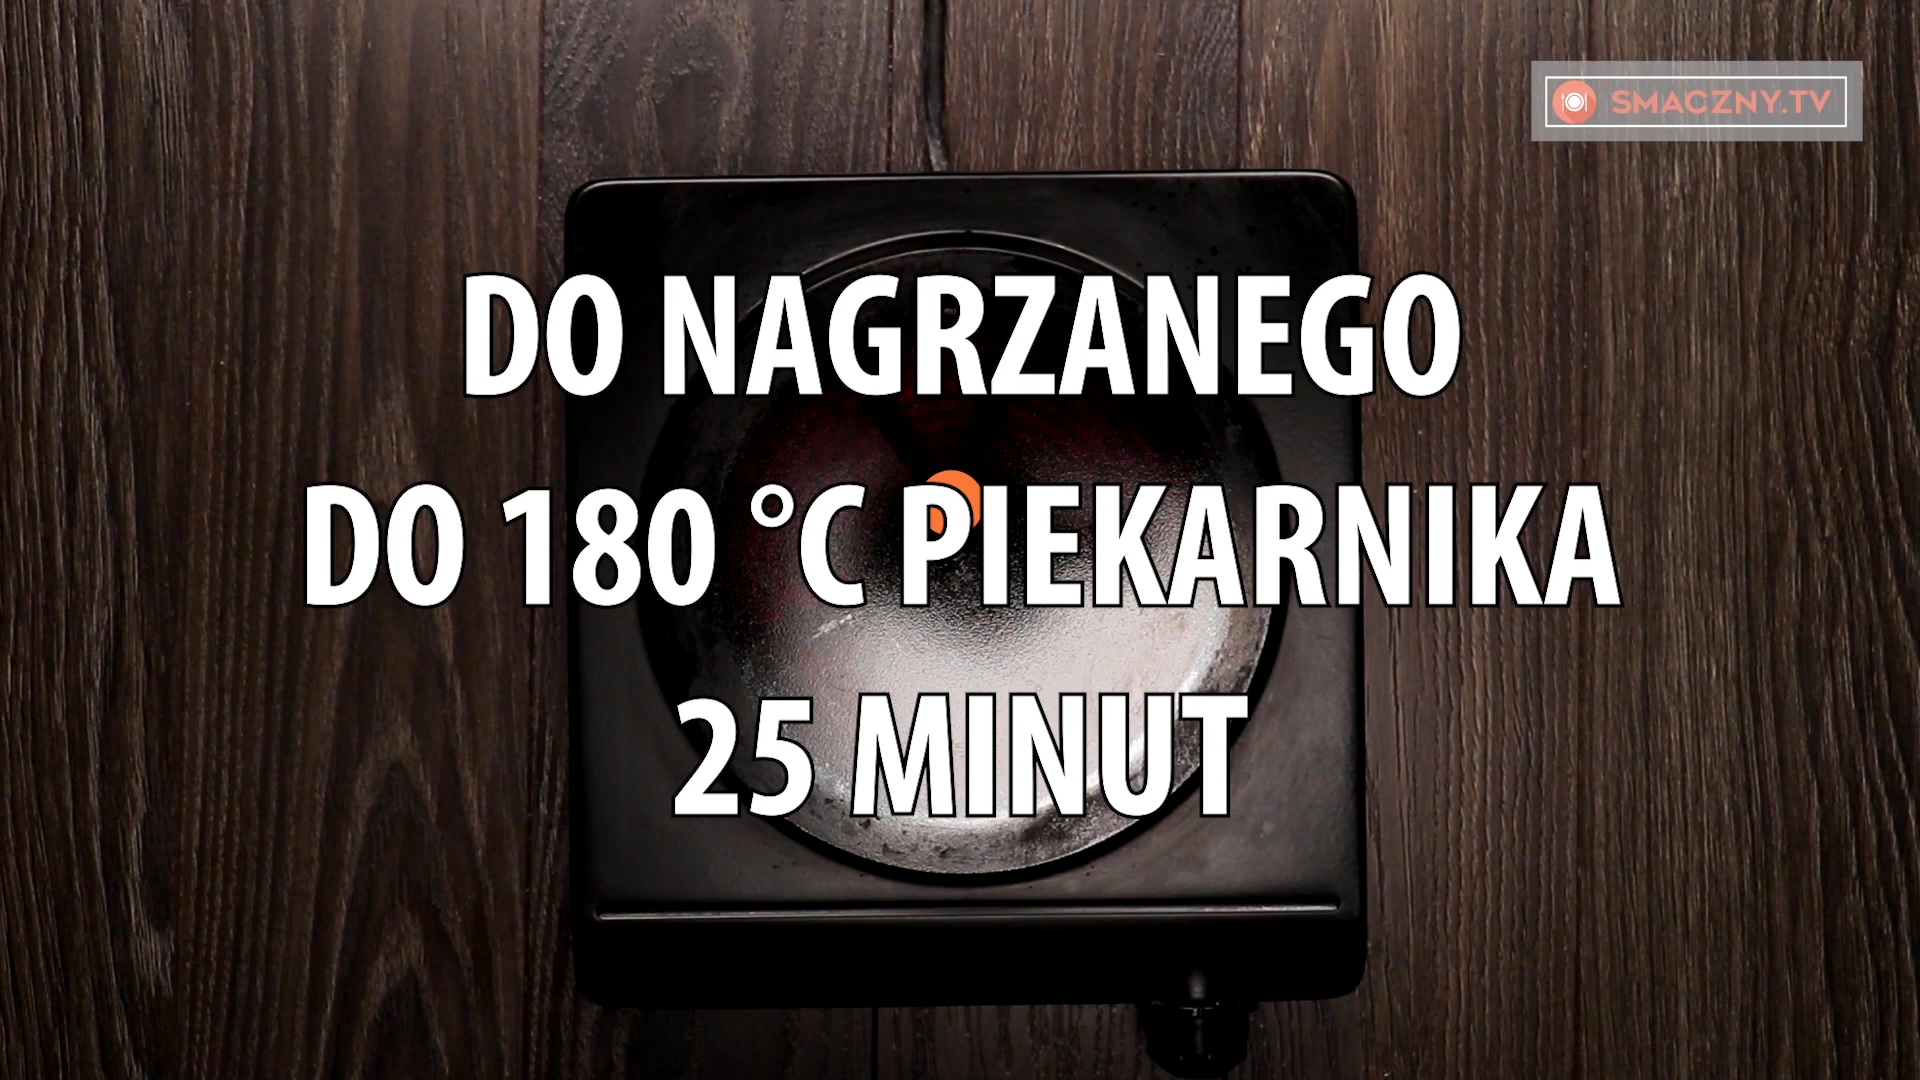 SMACZNY.TV
DO NAGRZANEGO
DO 180 °C PIEKARNIKA
25 MINUT